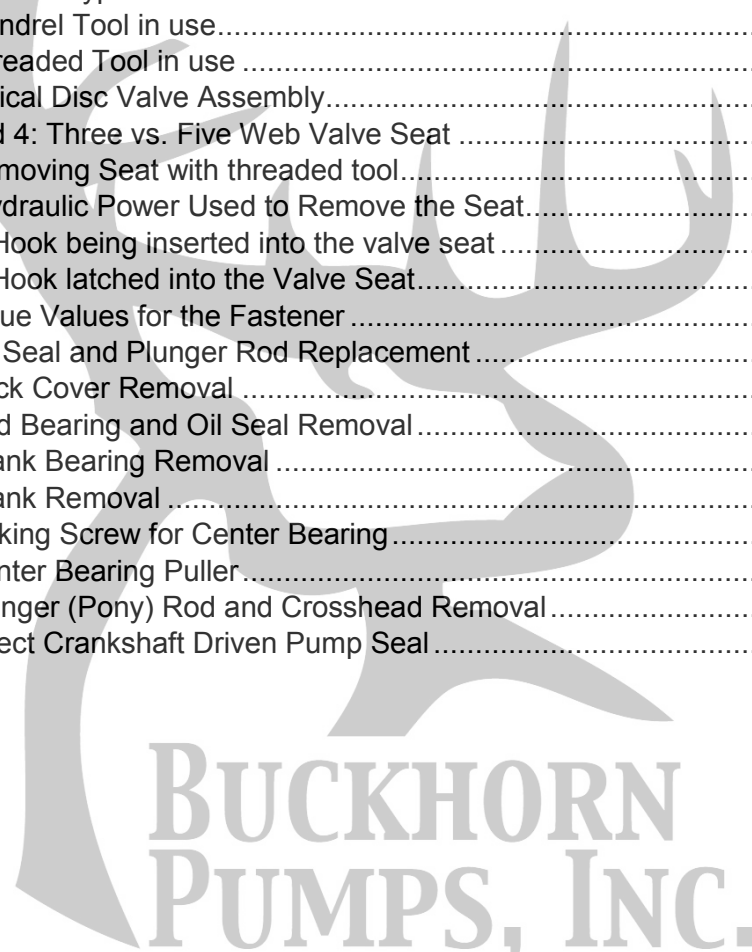 ndrel Tool in use
readed Tool in use
ical Disc Valve Assembly
d 4: Three vs. Five Web Valve Seat
moving Seat with threaded tool
ydraulic Power Used to Remove the Seat
Hook being inserted into the valve seat
Hook latched into the Valve Seat
ue Values for the Fastener
Seal and Plunger Rod Replacement
ck Cover Removal
d Bearing and Oil Seal Removal
ank Bearing Removal
ank Removal
king Screw for Center Bearing
nter Bearing Puller
nger (Pony) Rod and Crosshead Removal
ect Crankshaft Driven Pump Seal
BUCKHORN
PUMPS, INC.